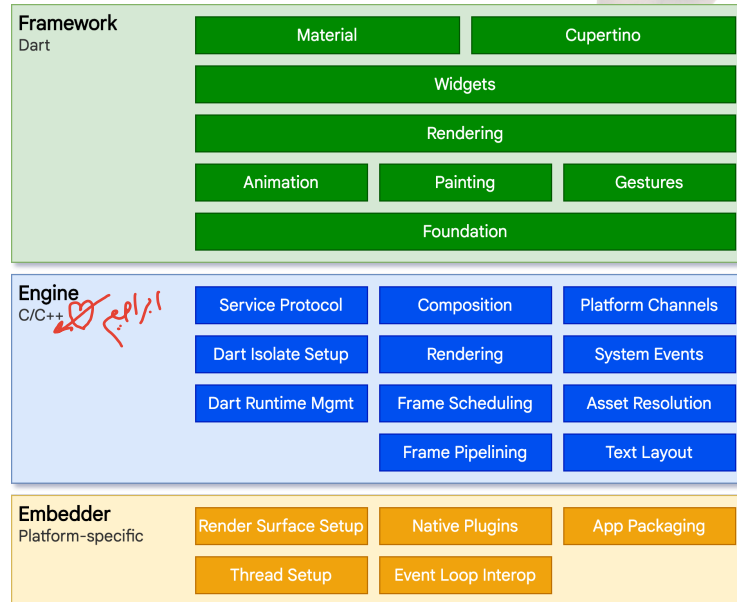 Framework
Dart
Material Cupertino
Widgets
Rendering
Animation Painting Gestures
Foundation
Engine
C/C++
ابراهيم
Service Protocol Composition Platform Channels
Dart Isolate Setup Rendering System Events
Dart Runtime Mgmt Frame Scheduling Asset Resolution
Frame Pipelining Text Layout
Embedder
Platform-specific
Render Surface Setup Native Plugins App Packaging
Thread Setup Event Loop Interop